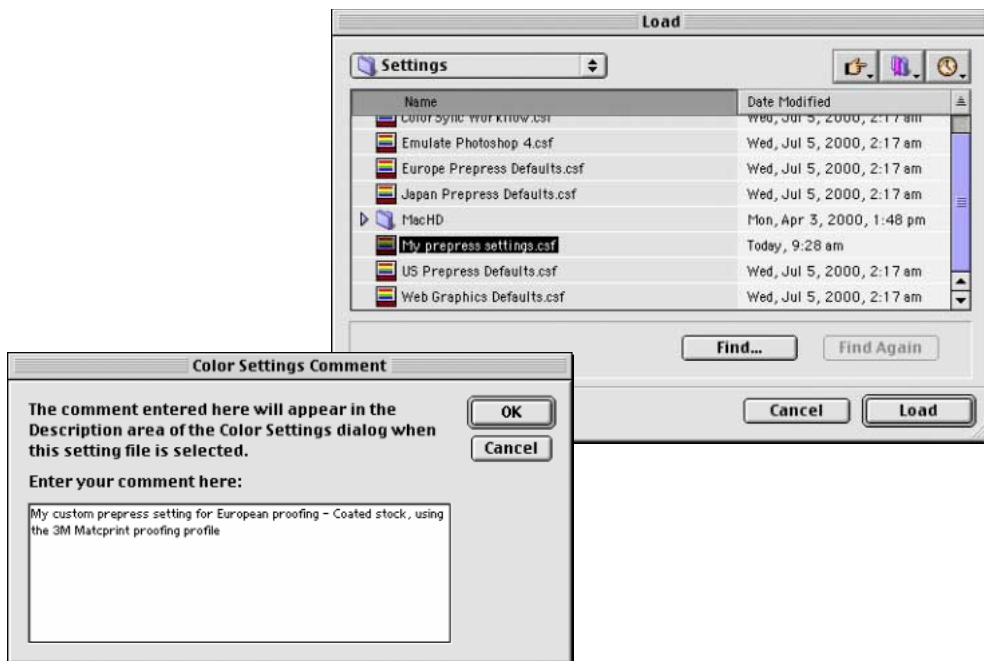 Load
Settings
Name Date Modified
ColorSync Workflow.csf Wed, Jul 5, 2000, 2:17 am
Emulate Photoshop 4.csf Wed, Jul 5, 2000, 2:17 am
Europe Prepress Defaults.csf Wed, Jul 5, 2000, 2:17 am
Japan Prepress Defaults.csf Wed, Jul 5, 2000, 2:17 am
MacHD Mon, Apr 3, 2000, 1:48 pm
My prepress settings.csf Today, 9:28 am
US Prepress Defaults.csf Wed, Jul 5, 2000, 2:17 am
Web Graphics Defaults.csf Wed, Jul 5, 2000, 2:17 am
Find... Find Again
Cancel Load
Color Settings Comment
The comment entered here will appear in the
Description area of the Color Settings dialog when
this setting file is selected.
OK
Cancel
Enter your comment here:
My custom prepress setting for European proofing - Coated stock, using
the 3M Matcprint proofing profile